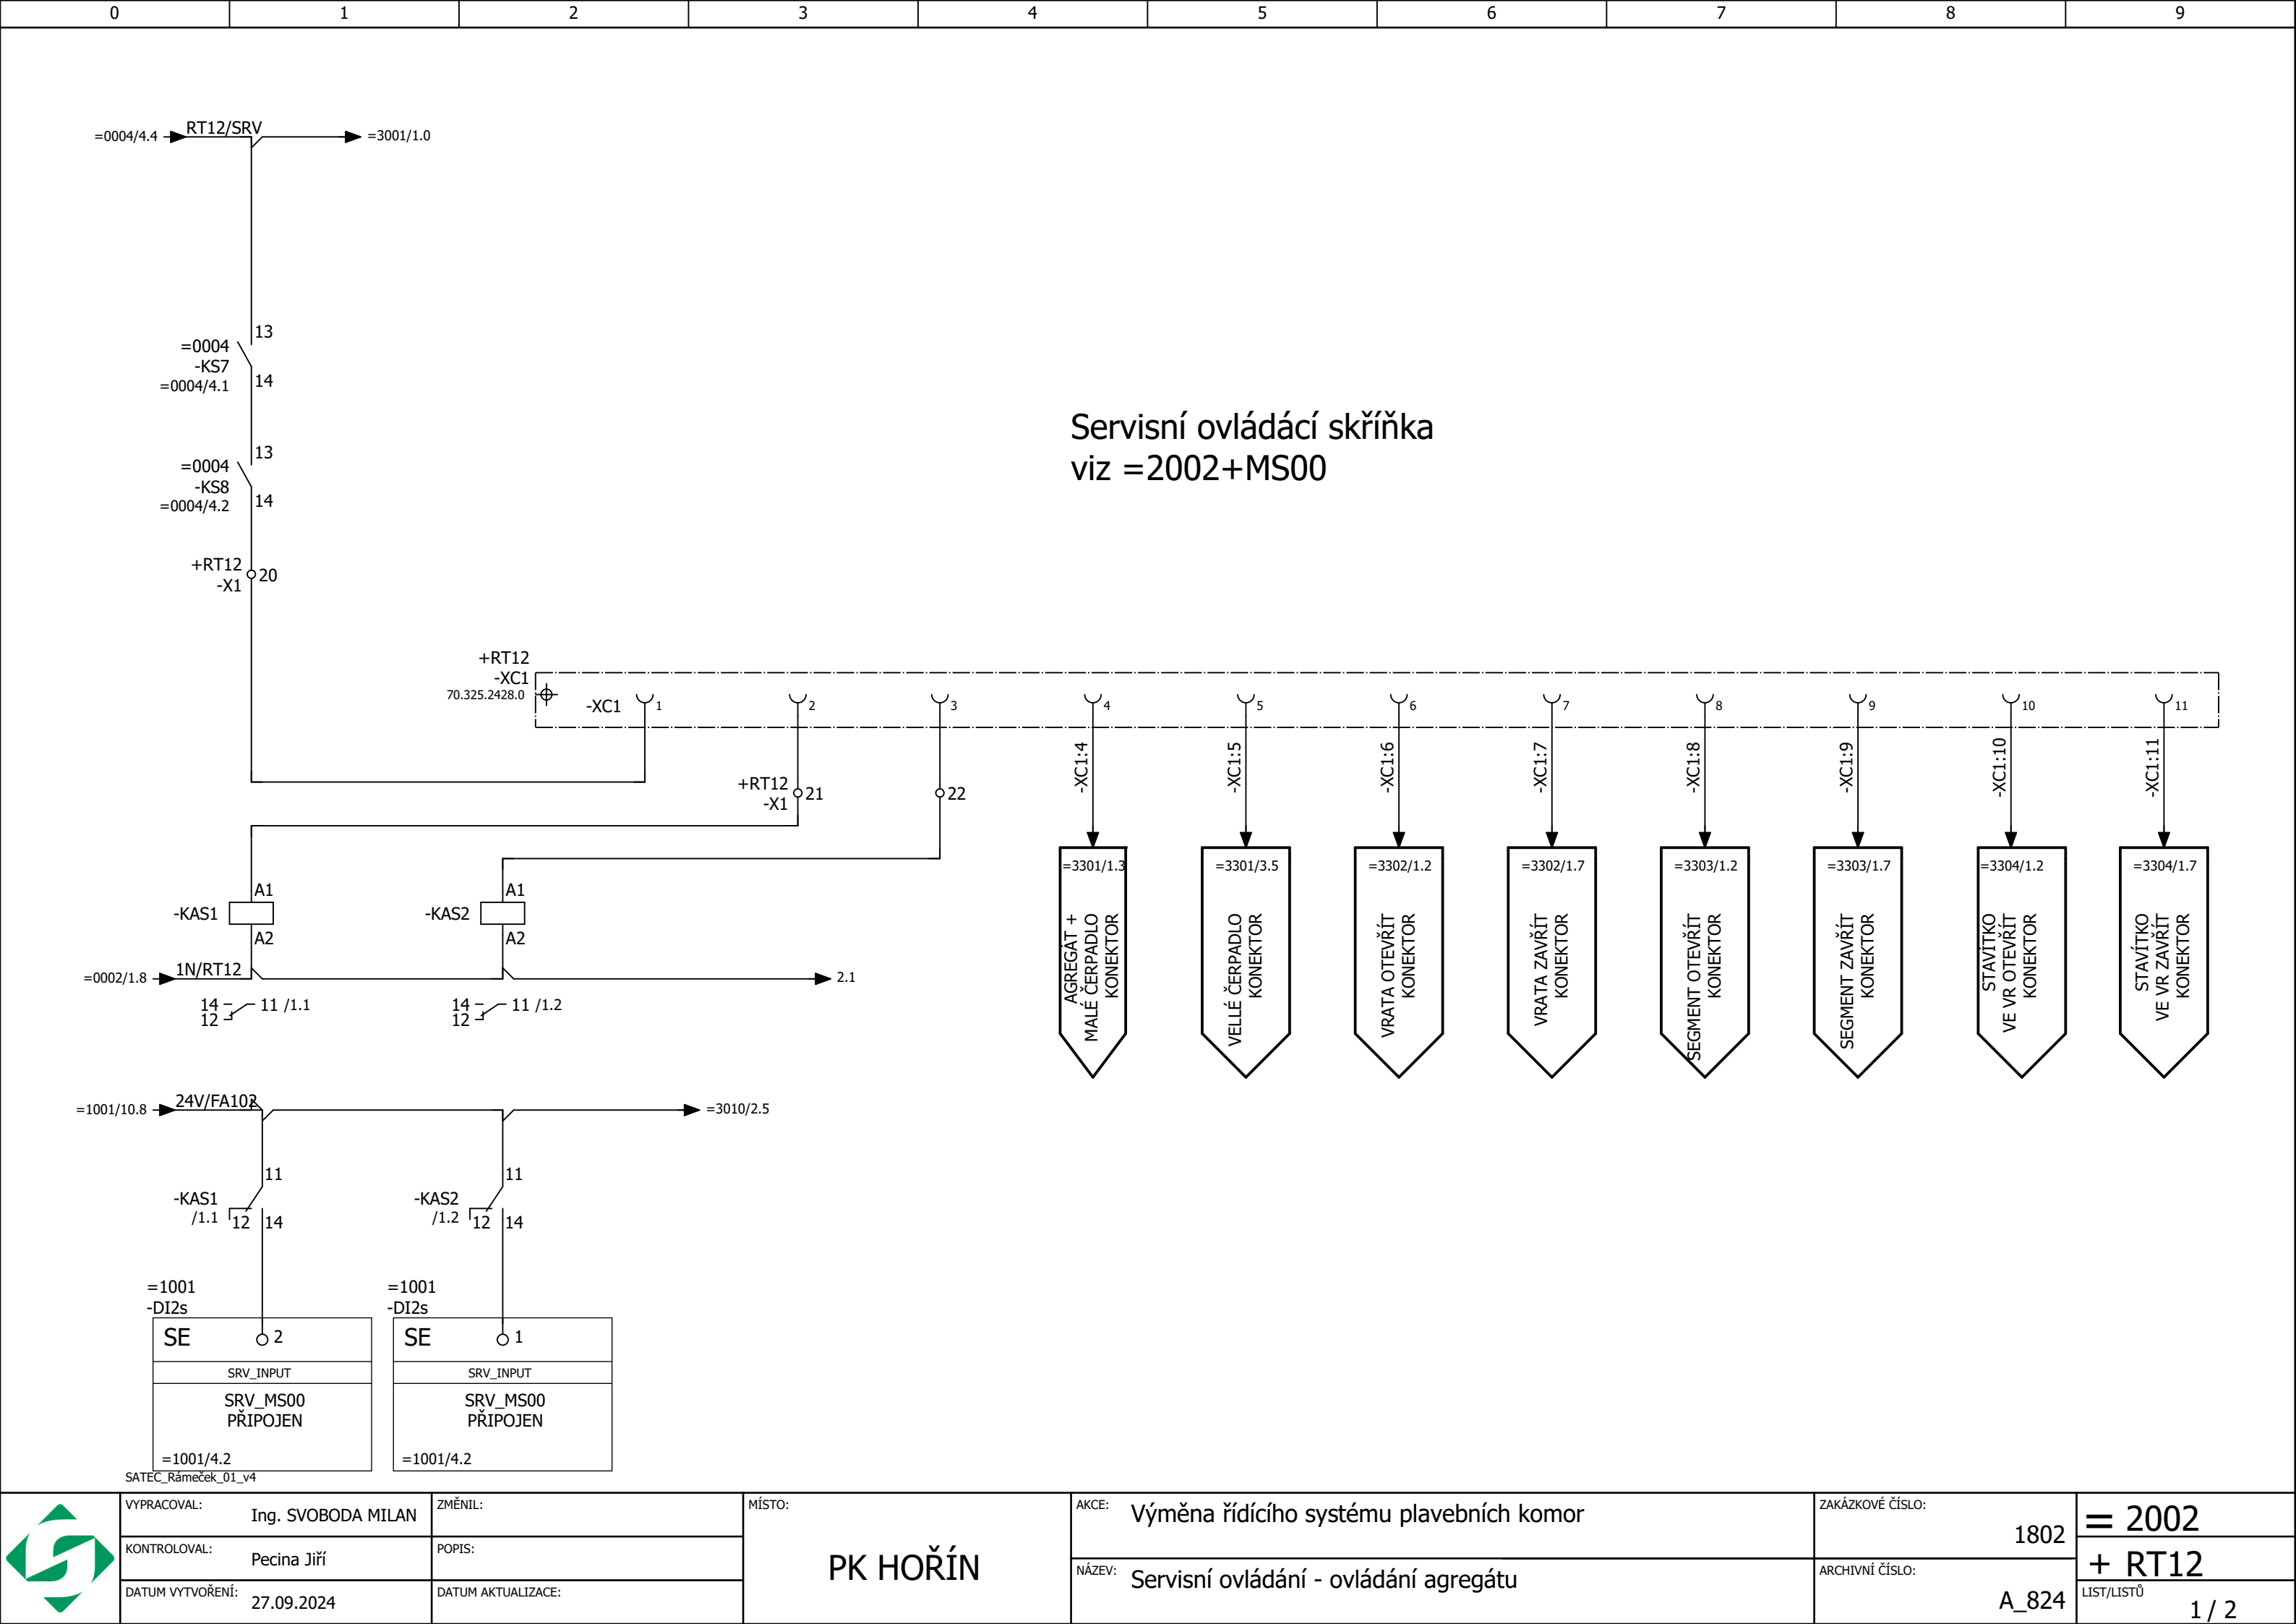 0 1 2 3 4 5 6 7 8 9
=0004/4.4 RT12/SRV =3001/1.0
13
=0004
-KS7
=0004/4.1
14
13
=0004
-KS8
=0004/4.2
14
Servisní ovládácí skříňka
viz =2002+MS00
+RT12
-X1
20
+RT12
-XC1
70.325.2428.0
-XC1 1 2 3 4 5 6 7 8 9 10 11
+RT12
-X1
21
22
-XC1:4 -XC1:5 -XC1:6 -XC1:7 -XC1:8 -XC1:9 -XC1:10 -XC1:11
=3301/1.3
AGREGÁT +
MALÉ ČERPADLO
KONEKTOR
=3301/3.5
VELLÉ ČERPADLO
KONEKTOR
=3302/1.2
VRATA OTEVŘÍT
KONEKTOR
=3302/1.7
VRATA ZAVŘÍT
KONEKTOR
=3303/1.2
SEGMENT OTEVŘÍT
KONEKTOR
=3303/1.7
SEGMENT ZAVŘÍT
KONEKTOR
=3304/1.2
STAVÍTKO
VE VR OTEVŘÍT
KONEKTOR
=3304/1.7
STAVÍTKO
VE VR ZAVŘÍT
KONEKTOR
A1
-KAS1
A2
A1
-KAS2
A2
=0002/1.8 1N/RT12 2.1
14 11 /1.1
12
14 11 /1.2
12
=1001/10.8 24V/FA102 =3010/2.5
11
-KAS1
/1.1 12 14
11
-KAS2
/1.2 12 14
=1001
-DI2s
SE 2
SRV_INPUT
SRV_MS00
PŘIPOJEN
=1001/4.2
=1001
-DI2s
SE 1
SRV_INPUT
SRV_MS00
PŘIPOJEN
=1001/4.2
SATEC_Rámeček_01_v4
VYPRACOVAL: Ing. SVOBODA MILAN
KONTROLOVAL: Pecina Jiří
DATUM VYTVOŘENÍ: 27.09.2024
ZMĚNIL:
POPIS:
DATUM AKTUALIZACE:
MÍSTO:
PK HOŘÍN
AKCE: Výměna řídícího systému plavebních komor
NÁZEV: Servisní ovládání - ovládání agregátu
ZAKÁZKOVÉ ČÍSLO:
1802
ARCHIVNÍ ČÍSLO:
A_824
= 2002
+ RT12
LIST/LISTŮ
1 / 2